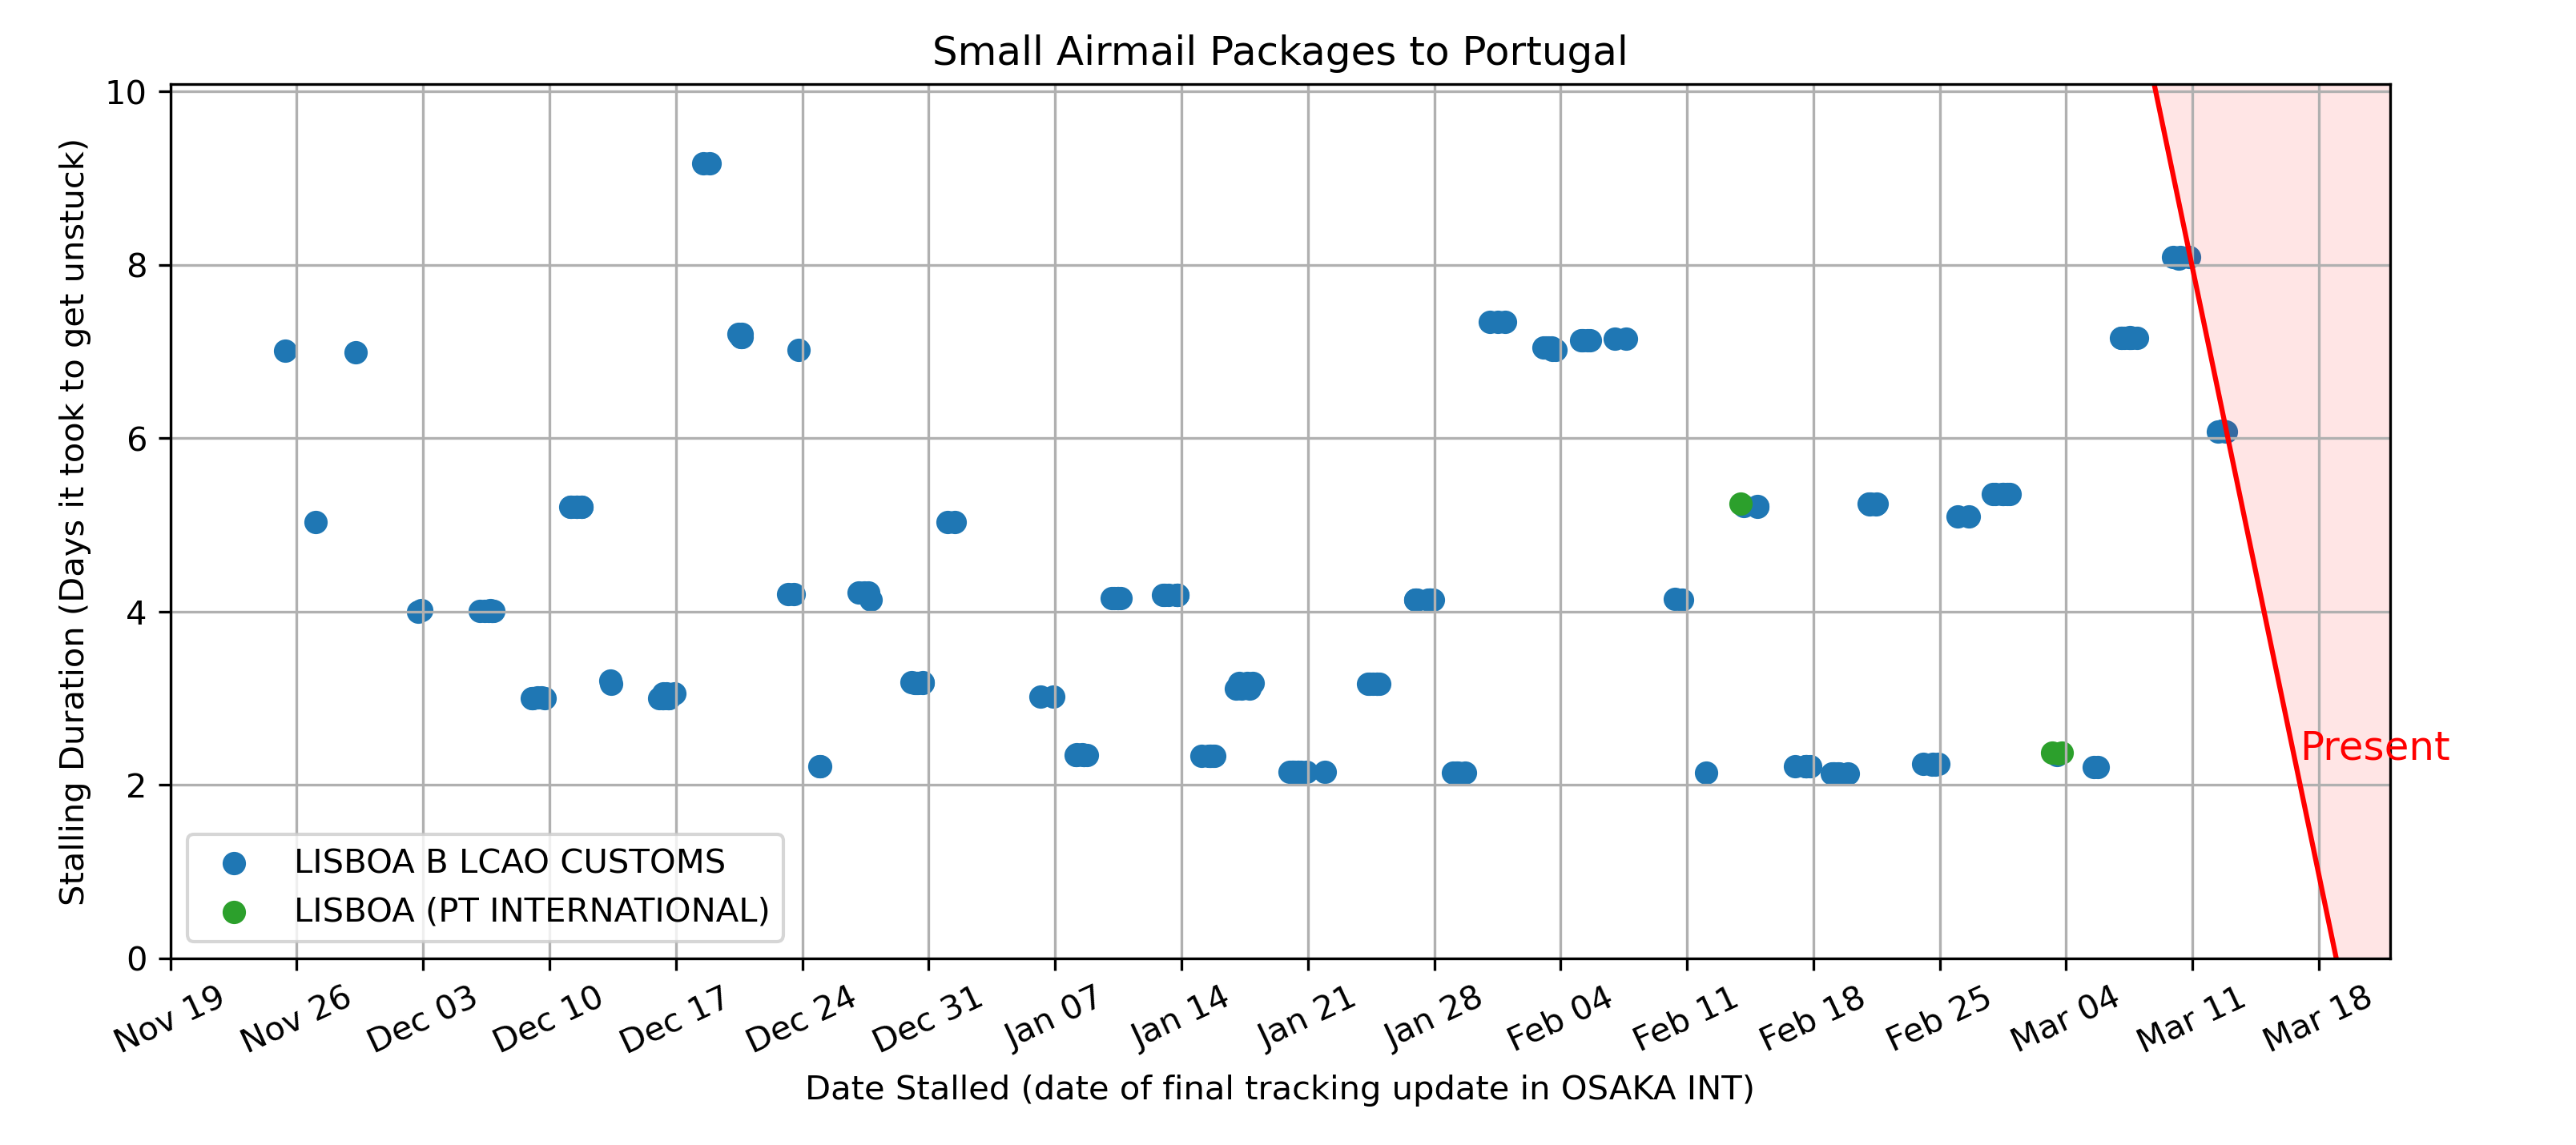 Small Airmail Packages to Portugal
Stalling Duration (Days it took to get unstuck)
10
8
6
4
2
0
Present
LISBOA B LCAO CUSTOMS
LISBOA (PT INTERNATIONAL)
Nov 19
Nov 26
Dec 03
Dec 10
Dec 17
Dec 24
Dec 31
Jan 07
Jan 14
Jan 21
Jan 28
Feb 04
Feb 11
Feb 18
Feb 25
Mar 04
Mar 11
Mar 18
Date Stalled (date of final tracking update in OSAKA INT)